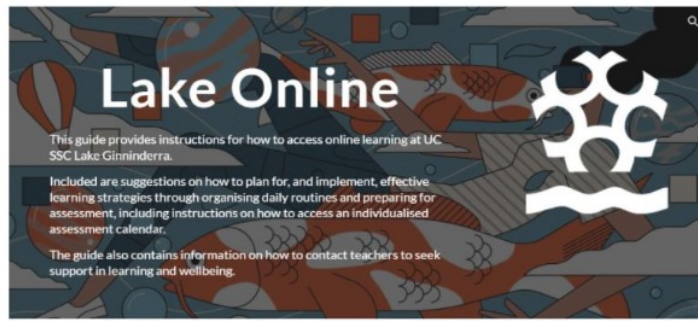 Lake Online
This guide provides instructions for how to access online learning at UC
SSC Lake Ginninderra.
Included are suggestions on how to plan for, and implement, effective
learning strategies through organising daily routines and preparing for
assessment, including instructions on how to access an individualised
assessment calendar.
The guide also contains information on how to contact teachers to seek
support in learning and wellbeing.